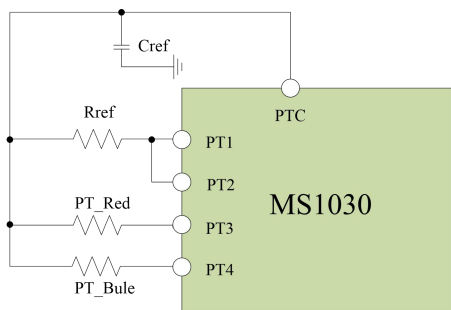 Cref
PTC
Rref
PT1
PT2
PT_Red
PT3
PT4
PT_Bule
MS1030